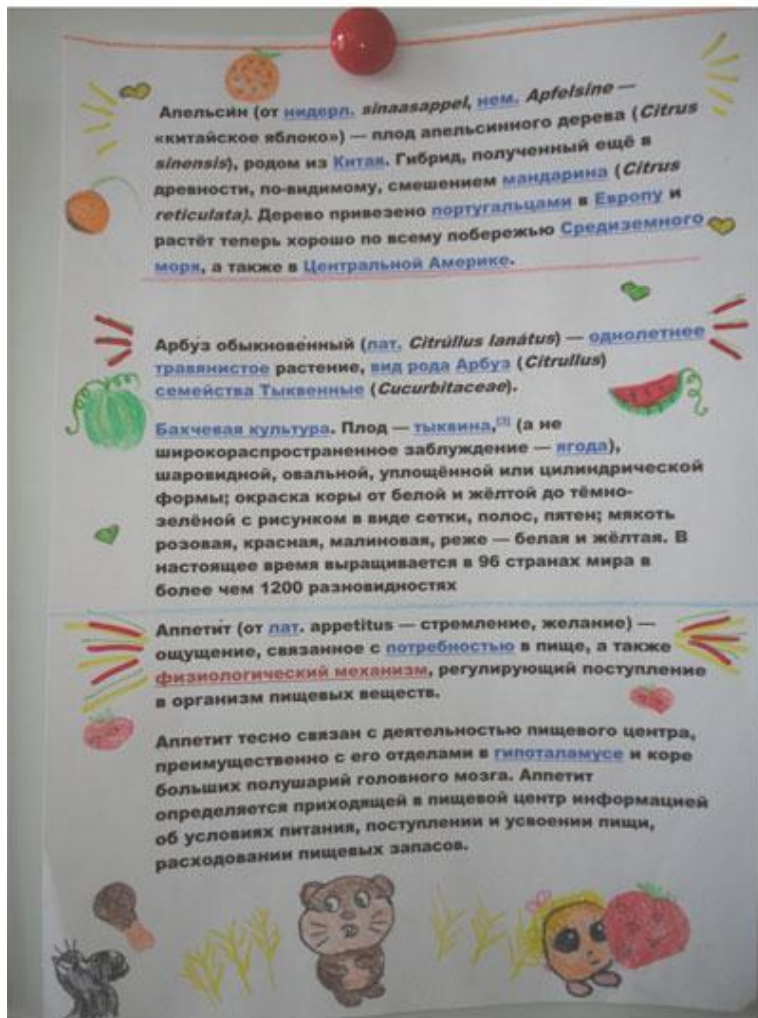 Апельси́н (от нидерл. sinaasappel, нем. Apfelsine —
«китайское яблоко») — плод апельсинного дерева (Citrus
sinensis), родом из Китая. Гибрид, полученный ещё в
древности, по-видимому, смешением мандарина (Citrus
reticulata). Дерево привезено португальцами в Европу и
растёт теперь хорошо по всему побережью Средиземного
моря, а также в Центральной Америке.
Арбу́з обыкнове́нный (лат. Citrúllus lanátus) — однолетнее
травянистое растение, вид рода Арбуз (Citrullus)
семейства Тыквенные (Cucurbitaceae).
Бахчевая культура. Плод — тыквина,[3] (а не
широкораспространенное заблуждение — ягода),
шаровидной, овальной, уплощённой или цилиндрической
формы; окраска коры от белой и жёлтой до тёмно-
зелёной с рисунком в виде сетки, полос, пятен; мякоть
розовая, красная, малиновая, реже — белая и жёлтая. В
настоящее время выращивается в 96 странах мира в
более чем 1200 разновидностях
Аппети́т (от лат. appetitus — стремление, желание) —
ощущение, связанное с потребностью в пище, а также
физиологический механизм, регулирующий поступление
в организм пищевых веществ.
Аппетит тесно связан с деятельностью пищевого центра,
преимущественно с его отделами в гипоталамусе и коре
больших полушарий головного мозга. Аппетит
определяется приходящей в пищевой центр информацией
об условиях питания, поступлении и усвоении пищи,
расходовании пищевых запасов.